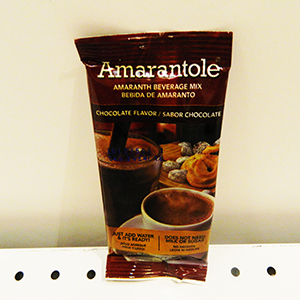 Amarantole
AMARANTH BEVERAGE MIX
BEBIDA DE AMARANTO
CHOCOLATE FLAVOR / SABOR CHOCOLATE
JUST ADD WATER
& IT'S READY!
DOES NOT NEED
MILK OR SUGAR